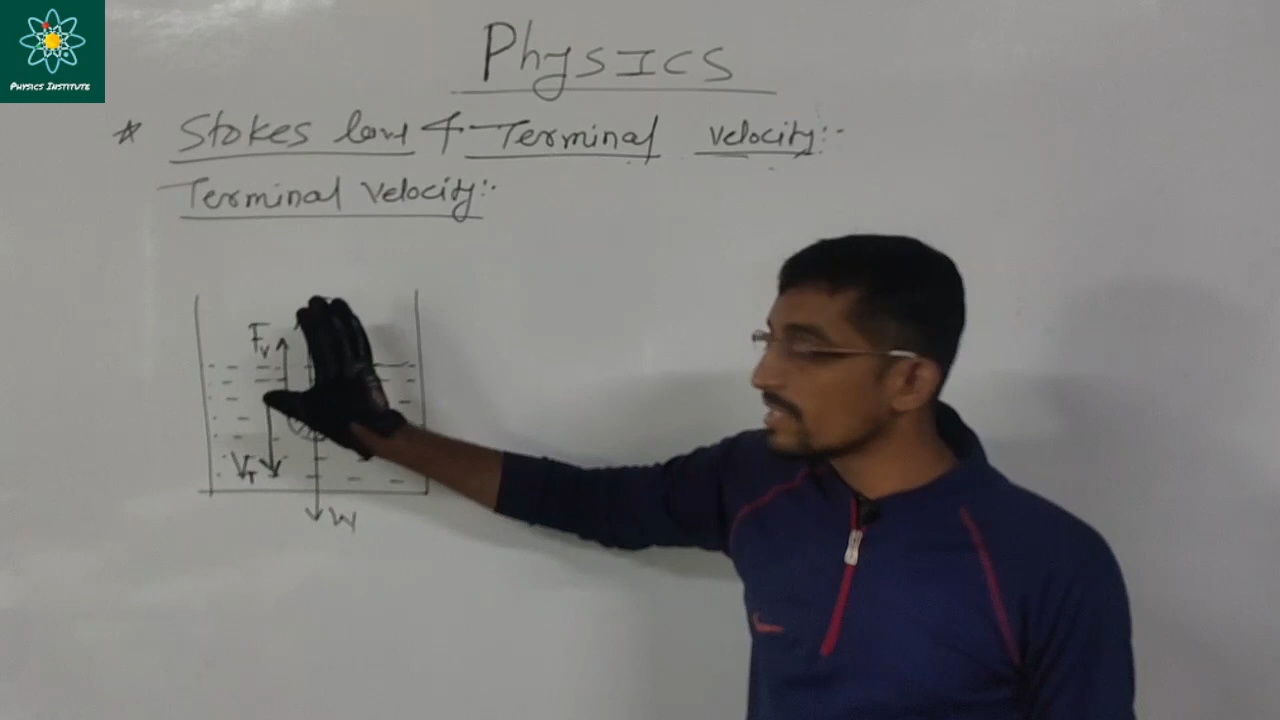 PHYSICS INSTITUTE
Physics
* Stokes law & Terminal velocity:-
Terminal velocity:-
Fv
VT
W